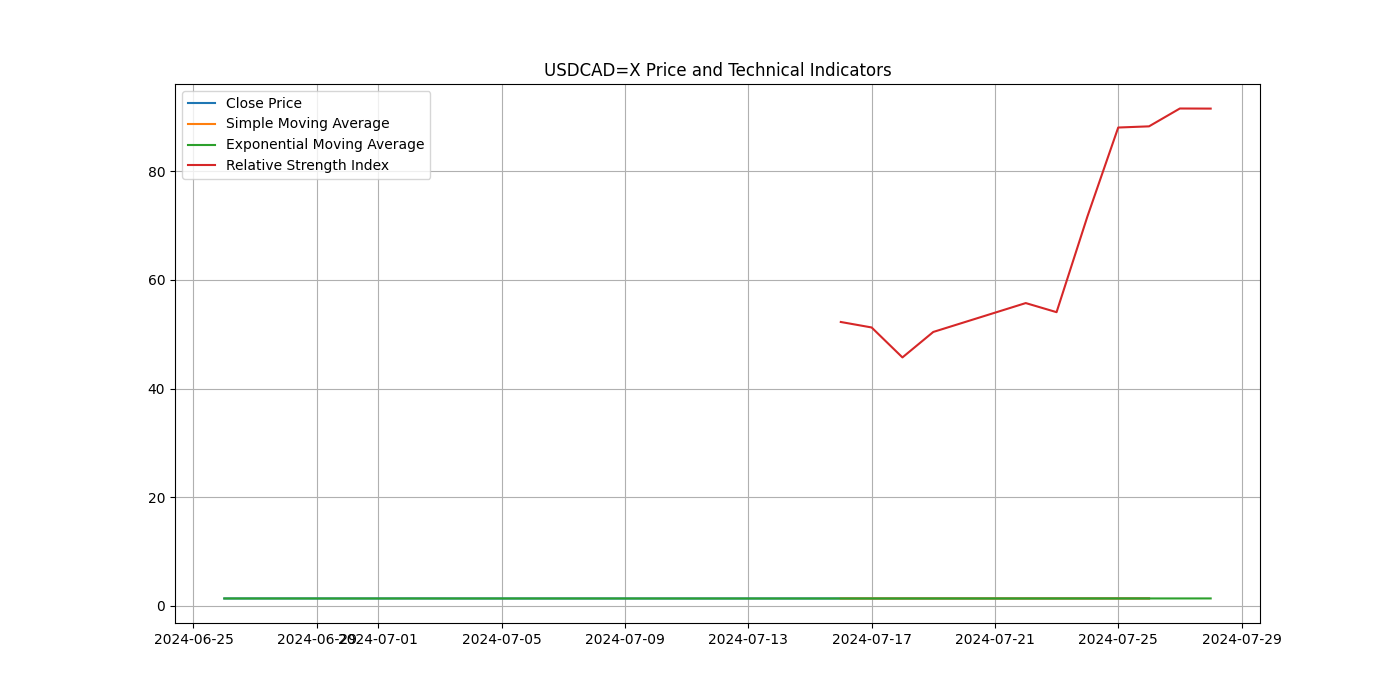 USDCAD=X Price and Technical Indicators
Close Price
Simple Moving Average
Exponential Moving Average
Relative Strength Index
80
60
40
20
0
2024-06-25 2024-06-29 2024-07-01 2024-07-05 2024-07-09 2024-07-13 2024-07-17 2024-07-21 2024-07-25 2024-07-29